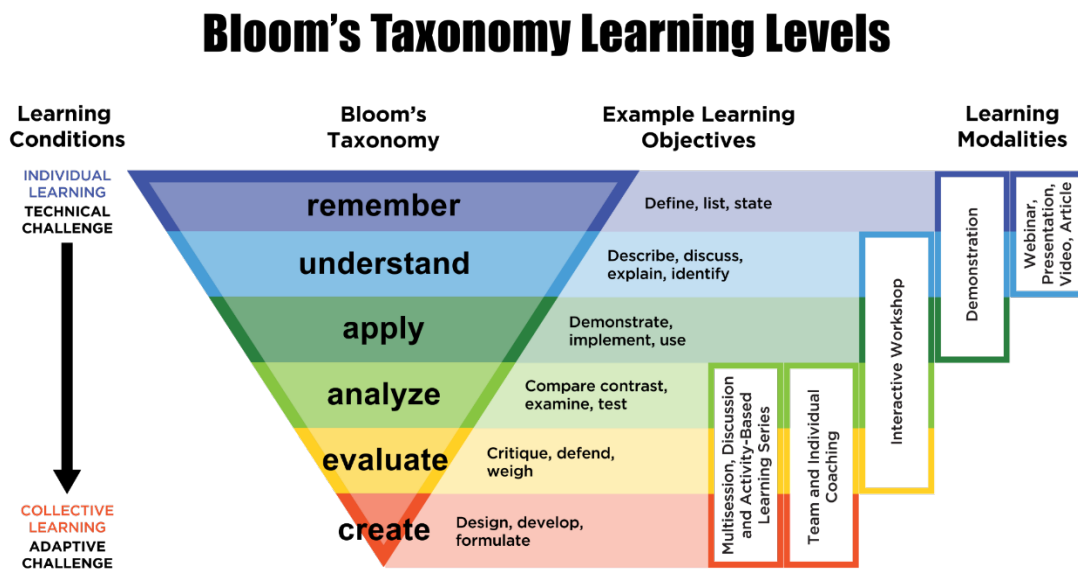 Bloom's Taxonomy Learning Levels
Learning
Conditions
Bloom's
Taxonomy
Example Learning
Objectives
Learning
Modalities
INDIVIDUAL
LEARNING
TECHNICAL
CHALLENGE
COLLECTIVE
LEARNING
ADAPTIVE
CHALLENGE
remember
Define, list, state
understand
Describe, discuss,
explain, identify
apply
Demonstrate,
implement, use
analyze
Compare contrast,
examine, test
evaluate
Critique, defend,
weigh
create
Design, develop,
formulate
Multisession, Discussion
and Activity-Based
Learning Series
Team and Individual
Coaching
Interactive Workshop
Demonstration
Webinar,
Presentation,
Video, Article